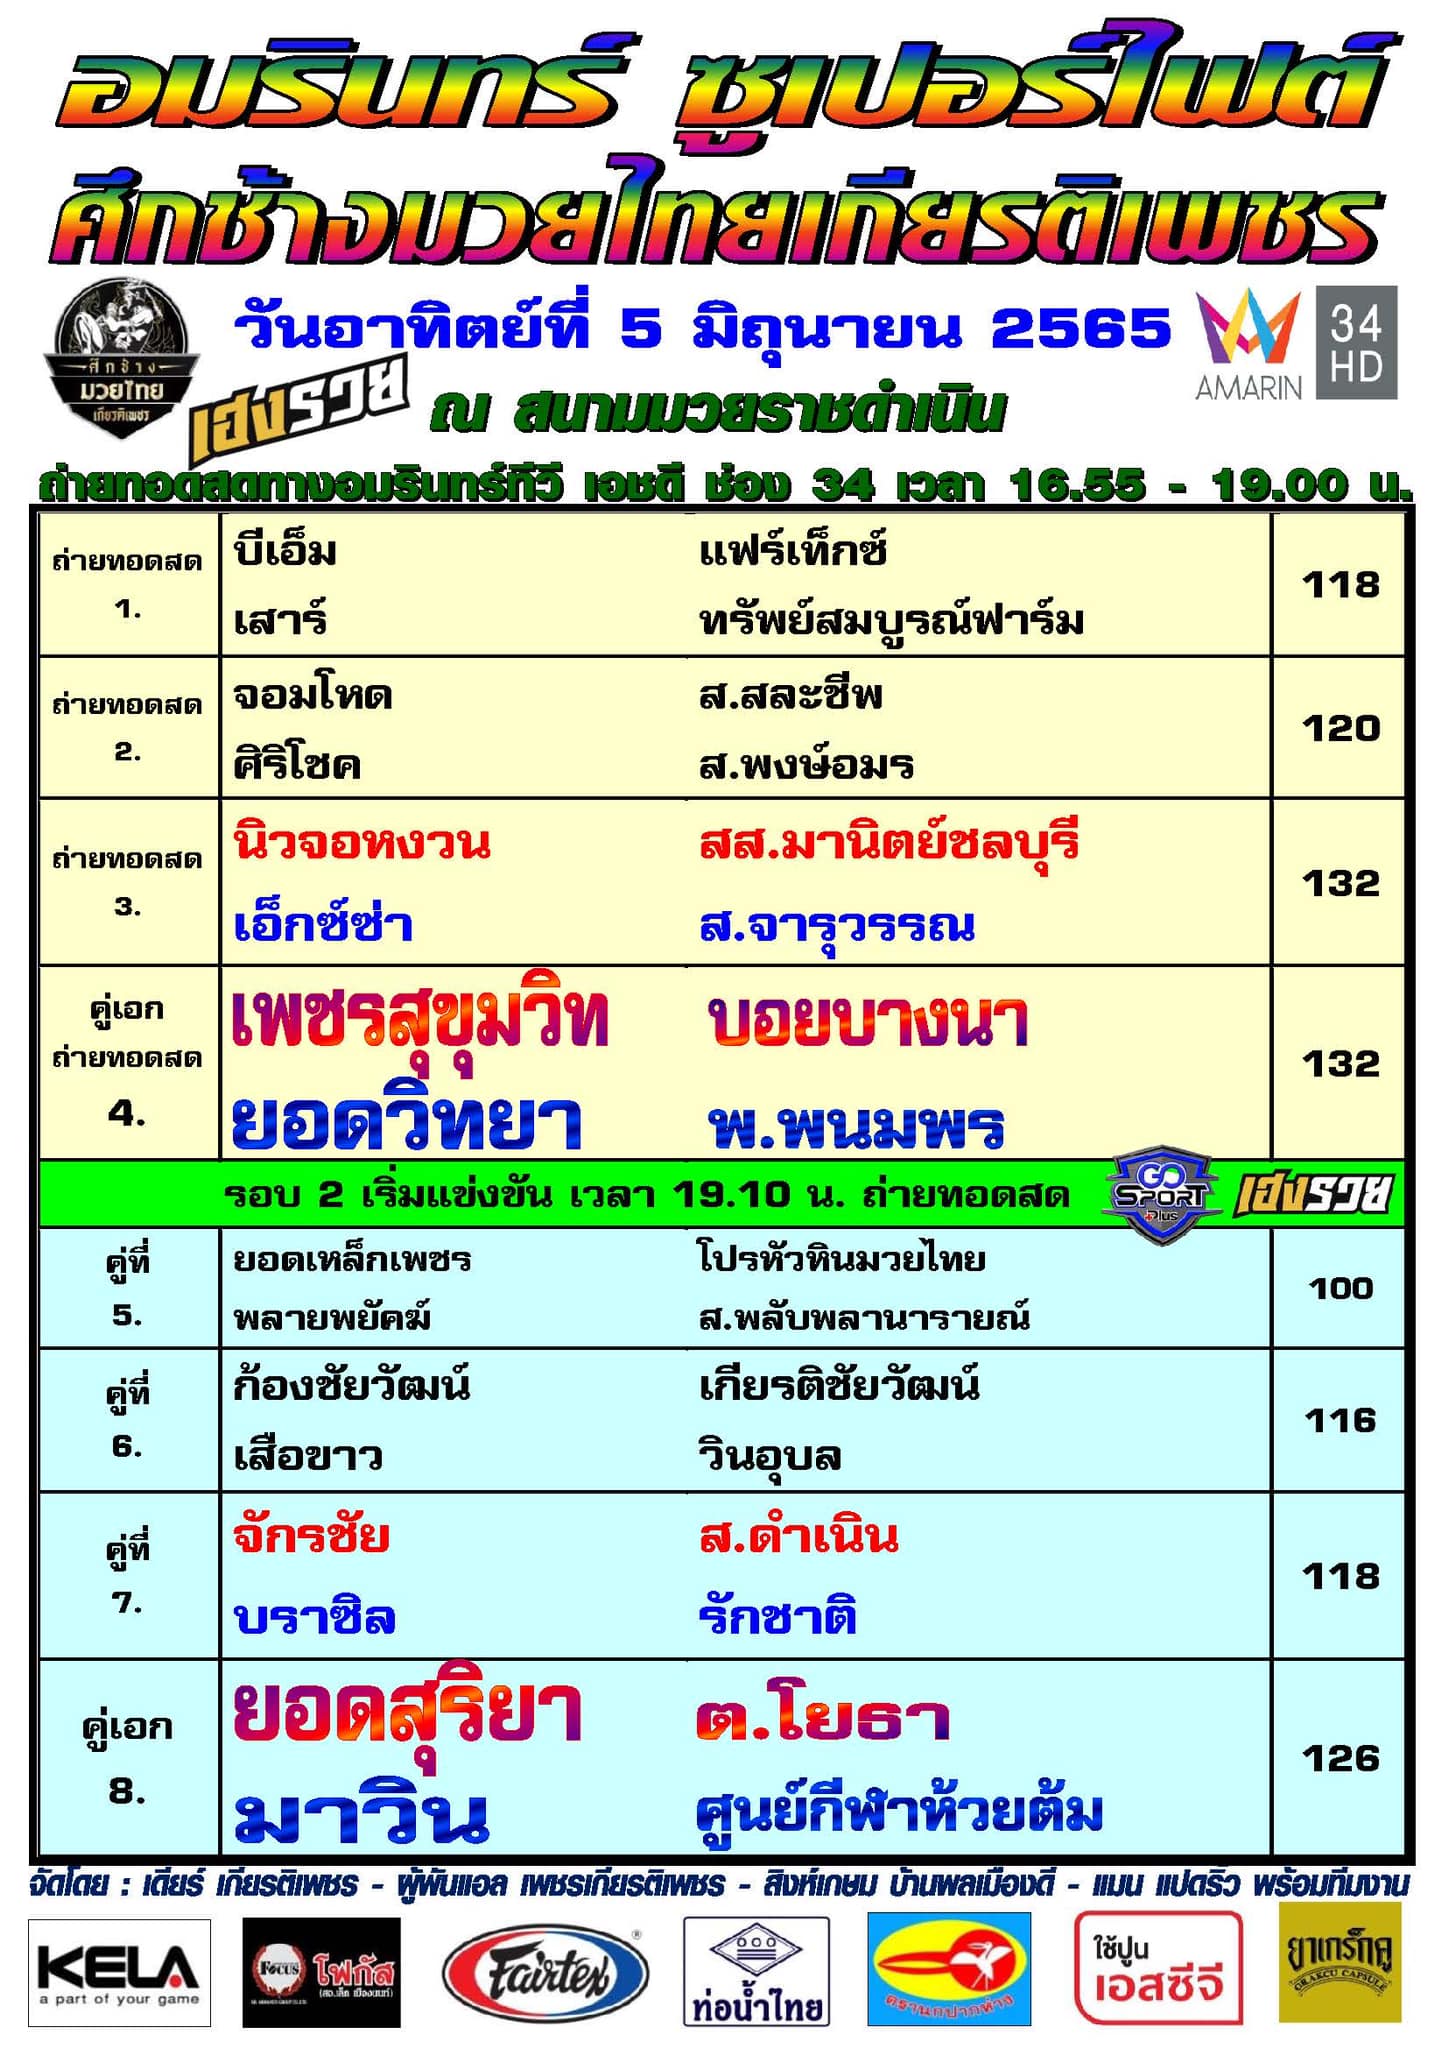 อมรินทร์ ซูเปอร์ไฟต์
ศึกช้างมวยไทยเกียรติเพชร
วันอาทิตย์ที่ 5 มิถุนายน 2565
ศึกช้าง
มวยไทย
เกียรติเพชร
เฮงรวย
AMARIN
34
HD
ณ สนามมวยราชดำเนิน
ถ่ายทอดสดทางอมรินทร์ทีวี เอชดี ช่อง 34 เวลา 16.55 - 19.00 น.
ถ่ายทอดสด
1.
บีเอ็ม แฟร์เท็กซ์
เสาร์ ทรัพย์สมบูรณ์ฟาร์ม
118
ถ่ายทอดสด
2.
จอมโหด ส.สละชีพ
ศิริโชค ส.พงษ์อมร
120
ถ่ายทอดสด
3.
นิวจอหงวน สส.มานิตย์ชลบุรี
เอ็กซ์ซ่า ส.จารุวรรณ
132
คู่เอก
ถ่ายทอดสด
4.
เพชรสุขุมวิท บอยบางนา
ยอดวิทยา พ.พนมพร
132
รอบ 2 เริ่มแข่งขัน เวลา 19.10 น. ถ่ายทอดสด
GO
SPORT
+Plus
เฮงรวย
คู่ที่
5.
ยอดเหล็กเพชร โปรหัวหินมวยไทย
พลายพยัคฆ์ ส.พลับพลานารายณ์
100
คู่ที่
6.
ก้องชัยวัฒน์ เกียรติชัยวัฒน์
เสือขาว วินอุบล
116
คู่ที่
7.
จักรชัย ส.ดำเนิน
บราซิล รักชาติ
118
คู่เอก
8.
ยอดสุริยา ต.โยธา
มาวิน ศูนย์กีฬาห้วยต้ม
126
จัดโดย : เดียร์ เกียรติเพชร - ผู้พันแอล เพชรเกียรติเพชร - สิงห์เกษม บ้านพลเมืองดี - แมน แปดริ้ว พร้อมทีมงาน
KELA
a part of your game
FOCUS
โฟกัส
(สจ.เล็ก เมืองนนท์)
Fairtex
ท่อน้ำไทย
ตรานกปากห่าง
ใช้ปูน
เอสซีจี
ยาเกร็กคู
ORAKCU CAPSULE